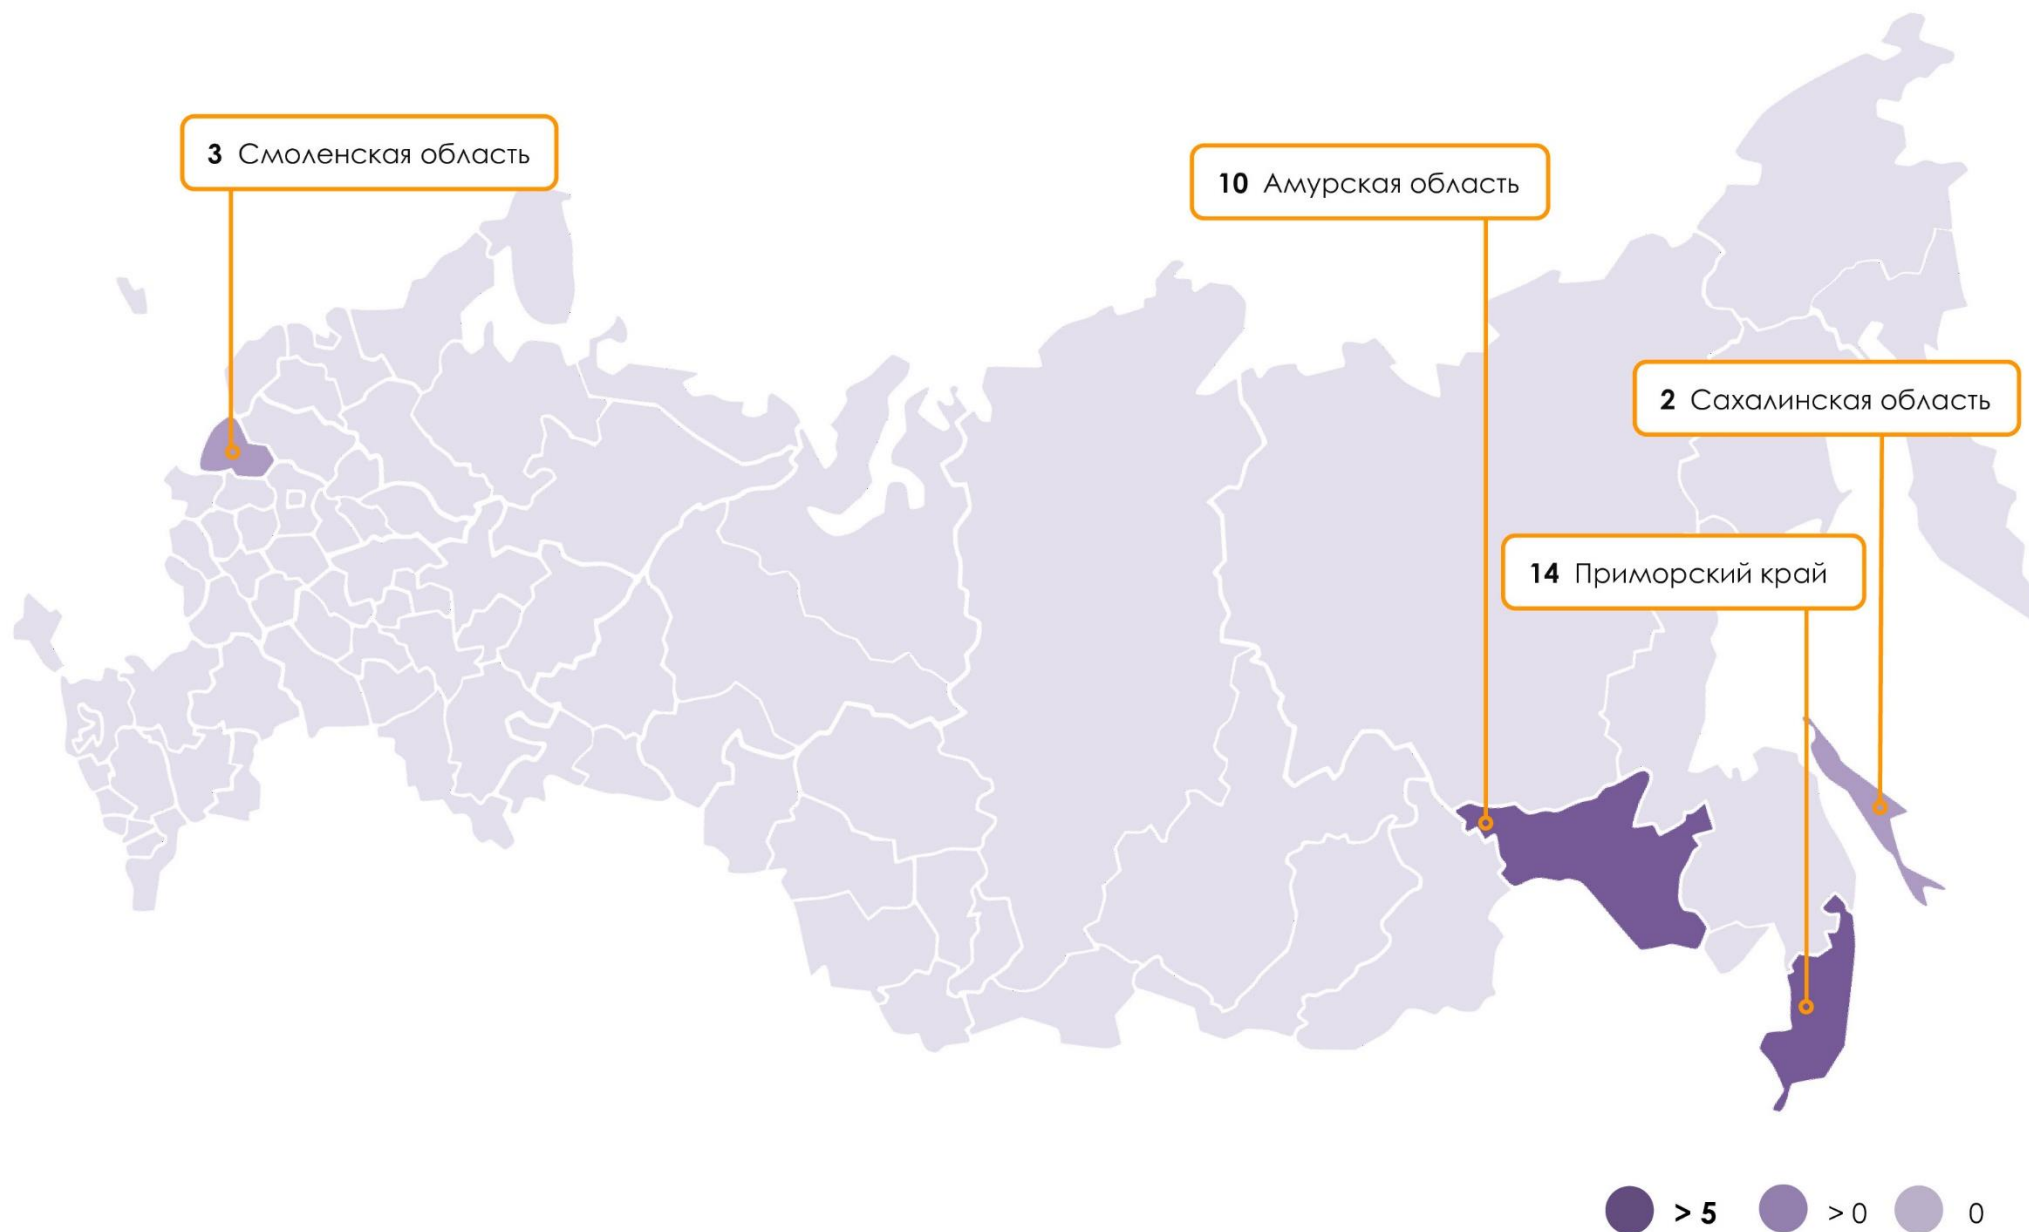 3 Смоленская область
10 Амурская область
2 Сахалинская область
14 Приморский край
> 5 > 0 0